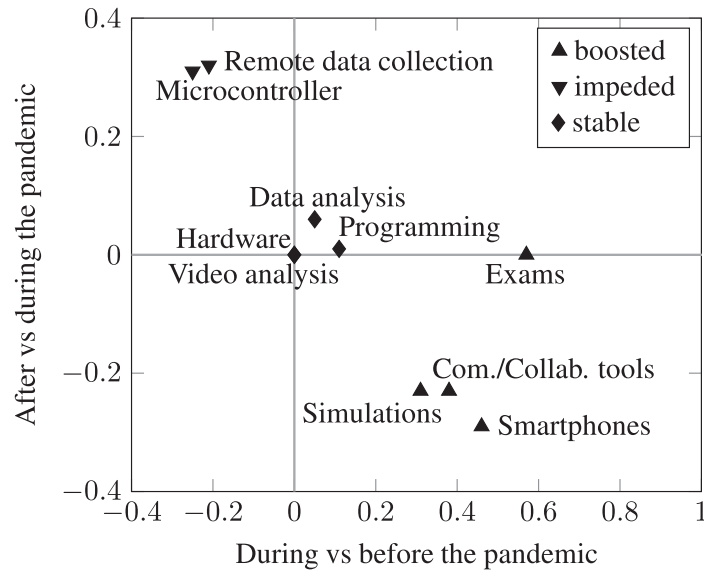 0.4
boosted
Remote data collection
impeded
Microcontroller
stable
0.2
Data analysis
Programming
Hardware
0
Video analysis
Exams
Com./Collab. tools
−0.2
Simulations
Smartphones
−0.4
−0.4 −0.2 0 0.2 0.4 0.6 0.8 1
During vs before the pandemic
After vs during the pandemic